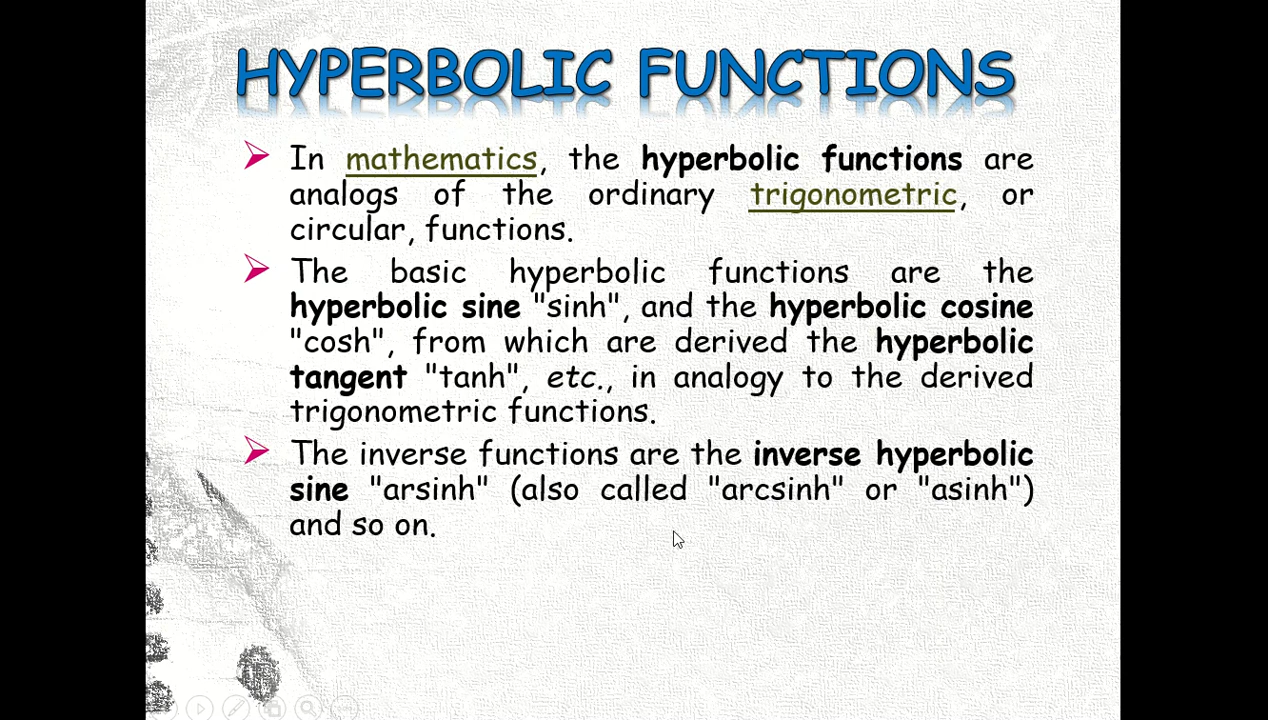 HYPERBOLIC FUNCTIONS
In mathematics, the hyperbolic functions are
analogs of the ordinary trigonometric, or
circular, functions.
The basic hyperbolic functions are the
hyperbolic sine "sinh", and the hyperbolic cosine
"cosh", from which are derived the hyperbolic
tangent "tanh", etc., in analogy to the derived
trigonometric functions.
The inverse functions are the inverse hyperbolic
sine "arsinh" (also called "arcsinh" or "asinh")
and so on.